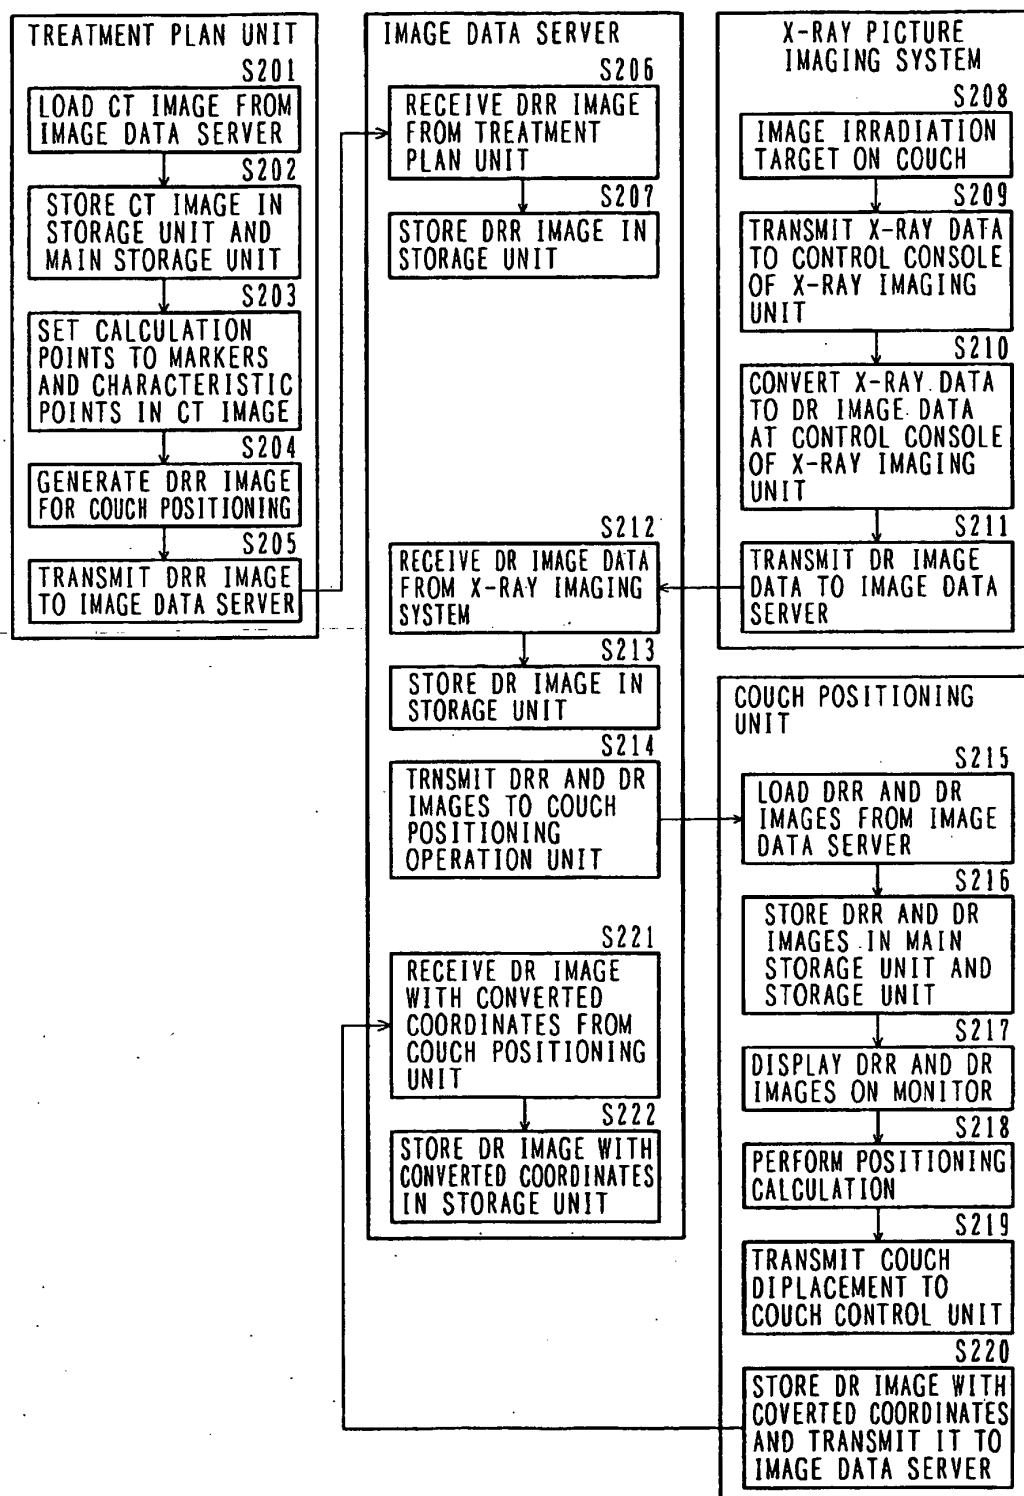 TREATMENT PLAN UNIT
S201
LOAD CT IMAGE FROM
IMAGE DATA SERVER
S202
STORE CT IMAGE IN
STORAGE UNIT AND
MAIN STORAGE UNIT
S203
SET CALCULATION
POINTS TO MARKERS
AND CHARACTERISTIC
POINTS IN CT IMAGE
S204
GENERATE DRR IMAGE
FOR COUCH POSITIONING
S205
TRANSMIT DRR IMAGE
TO IMAGE DATA SERVER
IMAGE DATA SERVER
S206
RECEIVE DRR IMAGE
FROM TREATMENT
PLAN UNIT
S207
STORE DRR IMAGE IN
STORAGE UNIT
S212
RECEIVE DR IMAGE DATA
FROM X-RAY IMAGING
SYSTEM
S213
STORE DR IMAGE IN
STORAGE UNIT
S214
TRNSMIT DRR AND DR
IMAGES TO COUCH
POSITIONING
OPERATION UNIT
S221
RECEIVE DR IMAGE
WITH CONVERTED
COORDINATES FROM
COUCH POSITIONING
UNIT
S222
STORE DR IMAGE WITH
CONVERTED COORDINATES
IN STORAGE UNIT
X-RAY PICTURE
IMAGING SYSTEM
S208
IMAGE IRRADIATION
TARGET ON COUCH
S209
TRANSMIT X-RAY DATA
TO CONTROL CONSOLE
OF X-RAY IMAGING
UNIT
S210
CONVERT X-RAY DATA
TO DR IMAGE DATA
AT CONTROL CONSOLE
OF X-RAY IMAGING
UNIT
S211
TRANSMIT DR IMAGE
DATA TO IMAGE DATA
SERVER
COUCH POSITIONING
UNIT
S215
LOAD DRR AND DR
IMAGES FROM IMAGE
DATA SERVER
S216
STORE DRR AND DR
IMAGES IN MAIN
STORAGE UNIT AND
STORAGE UNIT
S217
DISPLAY DRR AND DR
IMAGES ON MONITOR
S218
PERFORM POSITIONING
CALCULATION
S219
TRANSMIT COUCH
DIPLACEMENT TO
COUCH CONTROL UNIT
S220
STORE DR IMAGE WITH
COVERTED COORDINATES
AND TRANSMIT IT TO
IMAGE DATA SERVER